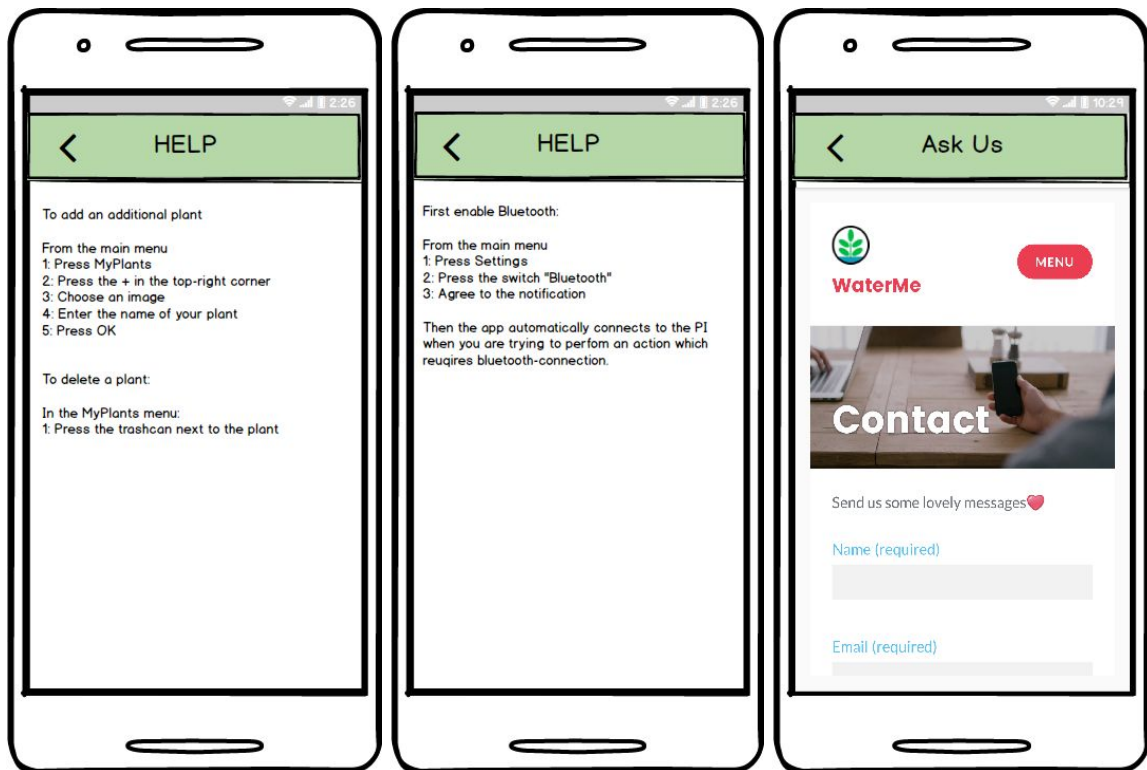 2:26
HELP
To add an additional plant
From the main menu
1: Press MyPlants
2: Press the + in the top-right corner
3: Choose an image
4: Enter the name of your plant
5: Press OK
To delete a plant:
In the MyPlants menu:
1: Press the trashcan next to the plant
2:26
HELP
First enable Bluetooth:
From the main menu
1: Press Settings
2: Press the switch "Bluetooth"
3: Agree to the notification
Then the app automatically connects to the PI
when you are trying to perfom an action which
reuqires bluetooth-connection.
10:29
Ask Us
WaterMe
MENU
Contact
Send us some lovely messages❤
Name (required)
Email (required)